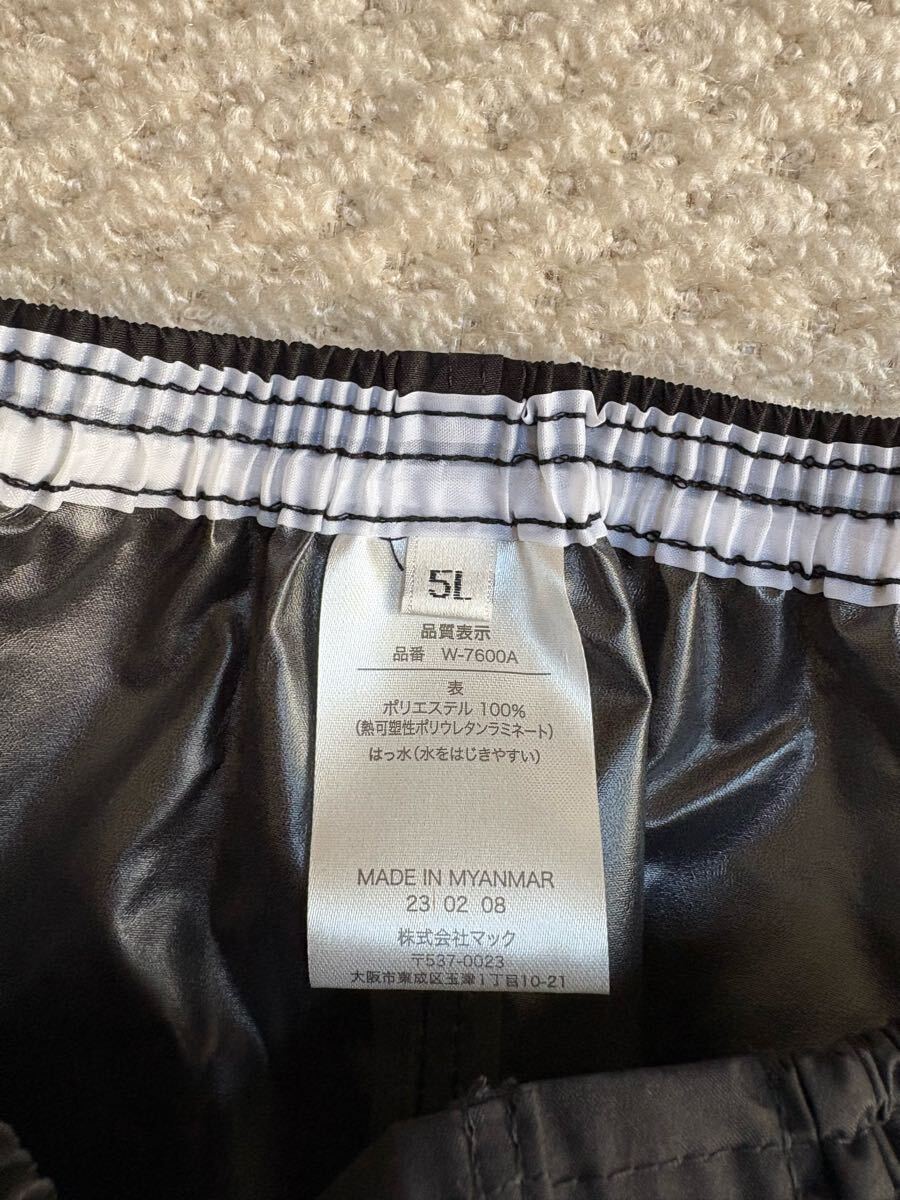 5L
品質表示
品番 W-7600A
表
ポリエステル 100%
(熱可塑性ポリウレタンラミネート)
はっ水(水をはじきやすい)
MADE IN MYANMAR
23 02 08
株式会社マック
〒537-0023
大阪市東成区玉津1丁目10-21